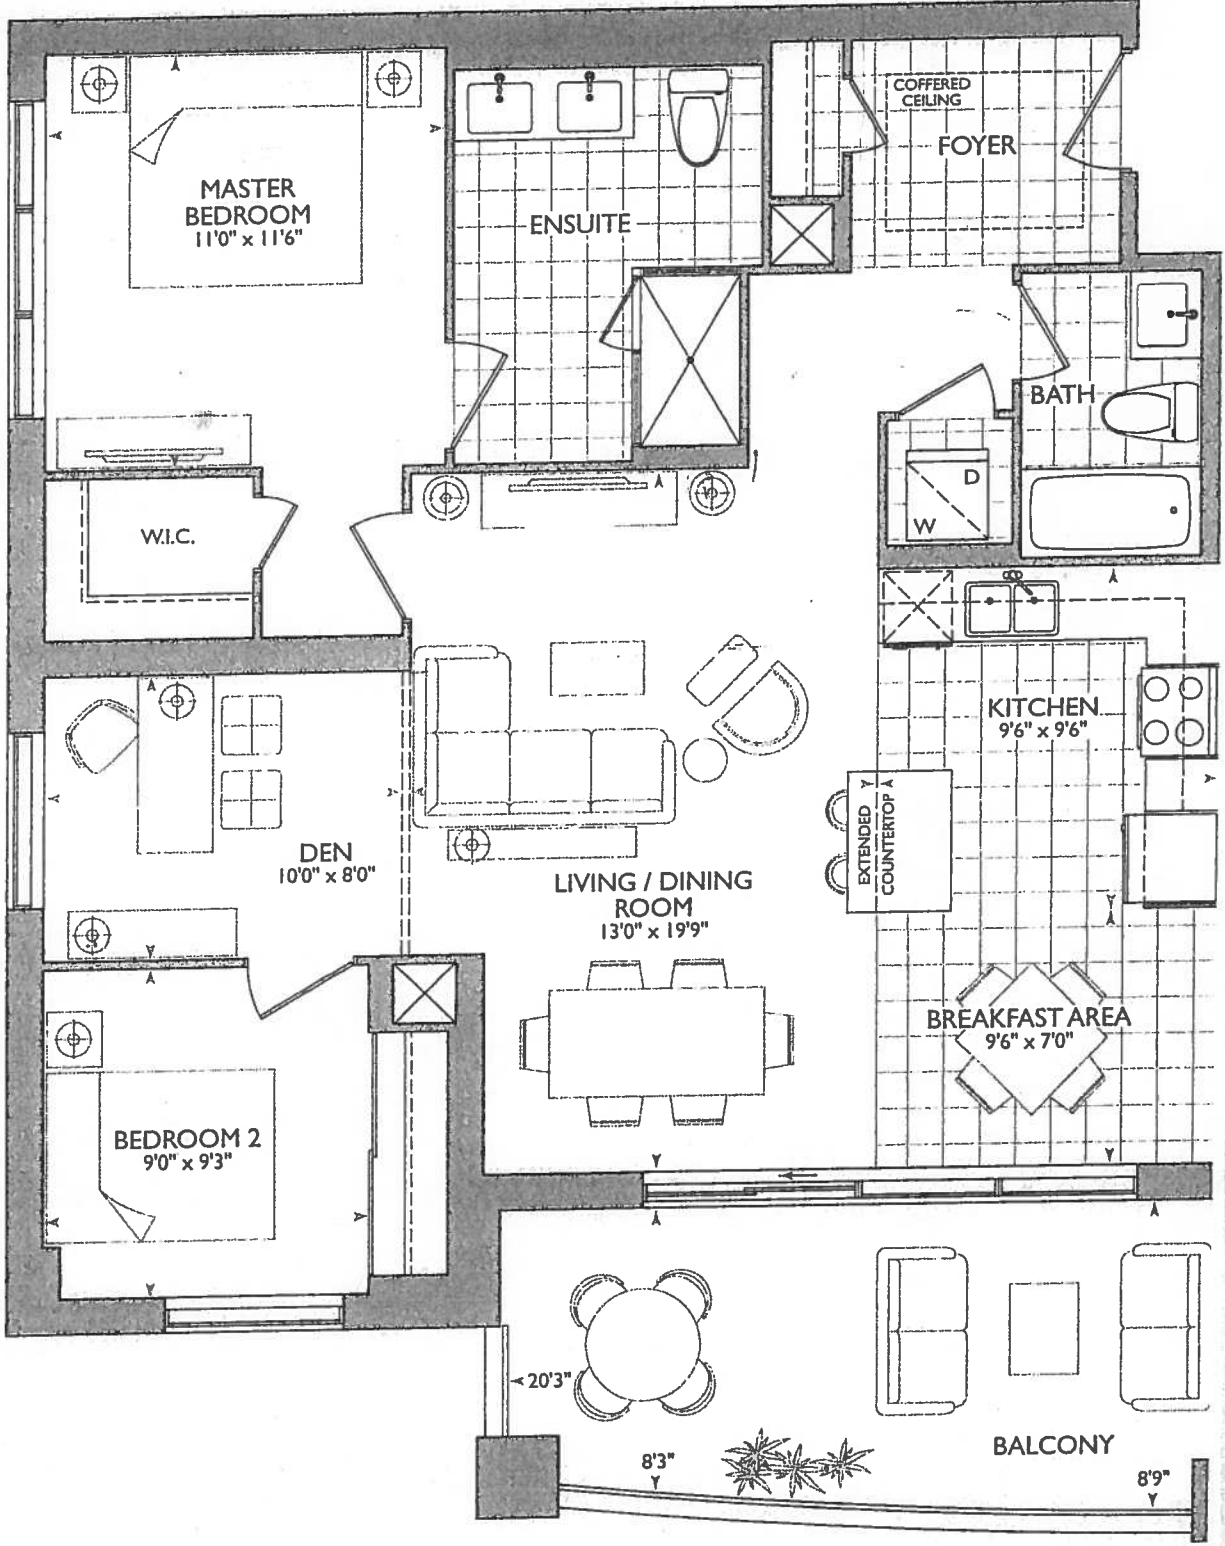 COFFERED
CEILING
FOYER
MASTER
BEDROOM
11'0" x 11'6"
ENSUITE
BATH
D
W
W.I.C.
KITCHEN
9'6" x 9'6"
EXTENDED
COUNTERTOP
DEN
10'0" x 8'0"
LIVING / DINING
ROOM
13'0" x 19'9"
BREAKFAST AREA
9'6" x 7'0"
BEDROOM 2
9'0" x 9'3"
20'3"
BALCONY
8'3"
8'9"